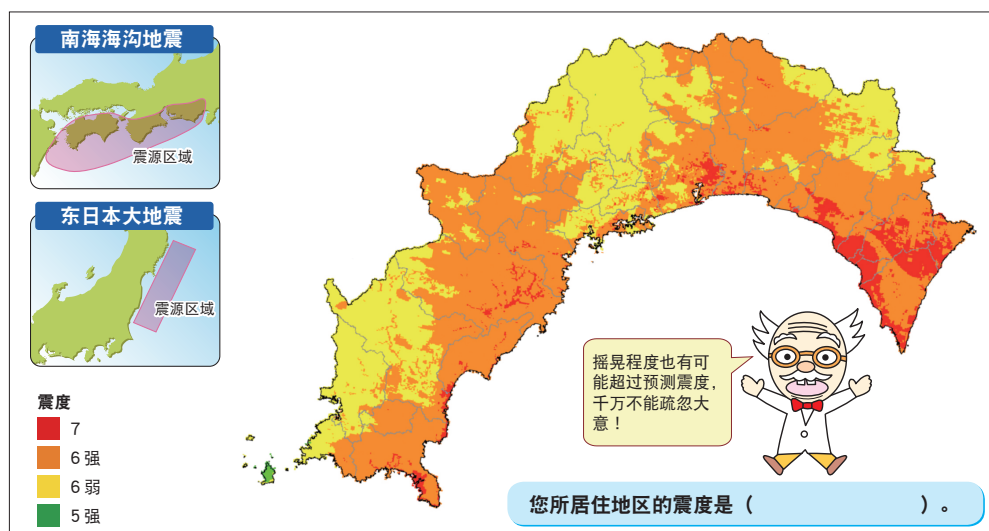 南海海沟地震
震源区域
东日本大地震
震源区域
震度
7
6强
6弱
5强
摇晃程度也有可
能超过预测震度，
千万不能疏忽大
意！
您所居住地区的震度是（　　　　　　　　）。